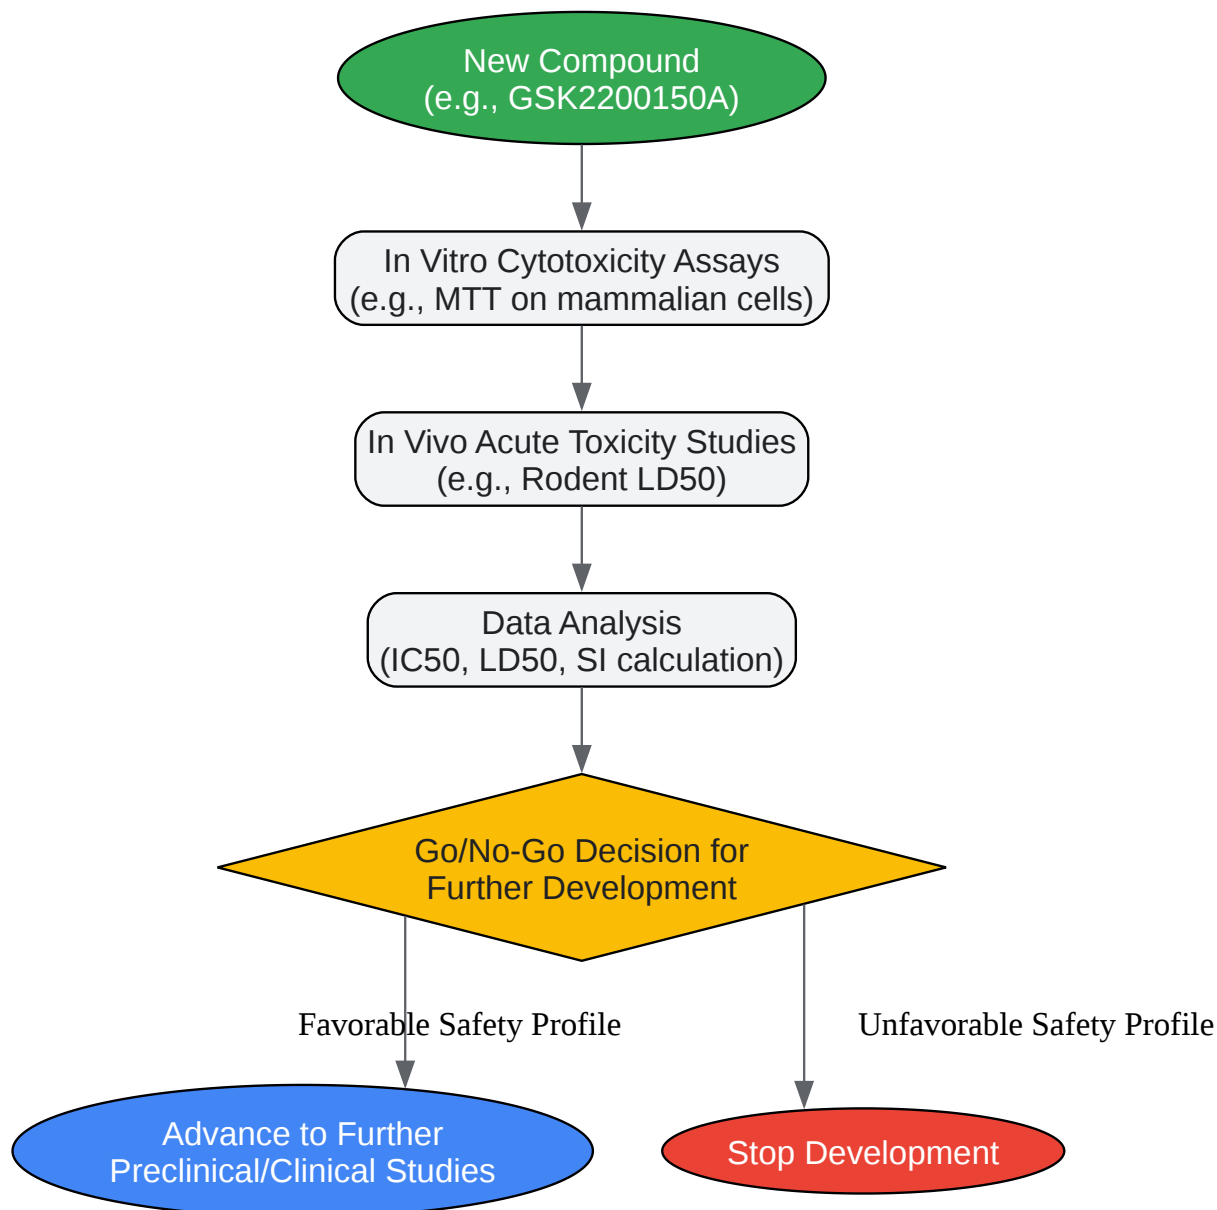 New Compound
(e.g., GSK2200150A)
In Vitro Cytotoxicity Assays
(e.g., MTT on mammalian cells)
In Vivo Acute Toxicity Studies
(e.g., Rodent LD50)
Data Analysis
(IC50, LD50, SI calculation)
Go/No-Go Decision for
Further Development
Favorable Safety Profile
Unfavorable Safety Profile
Advance to Further
Preclinical/Clinical Studies
Stop Development